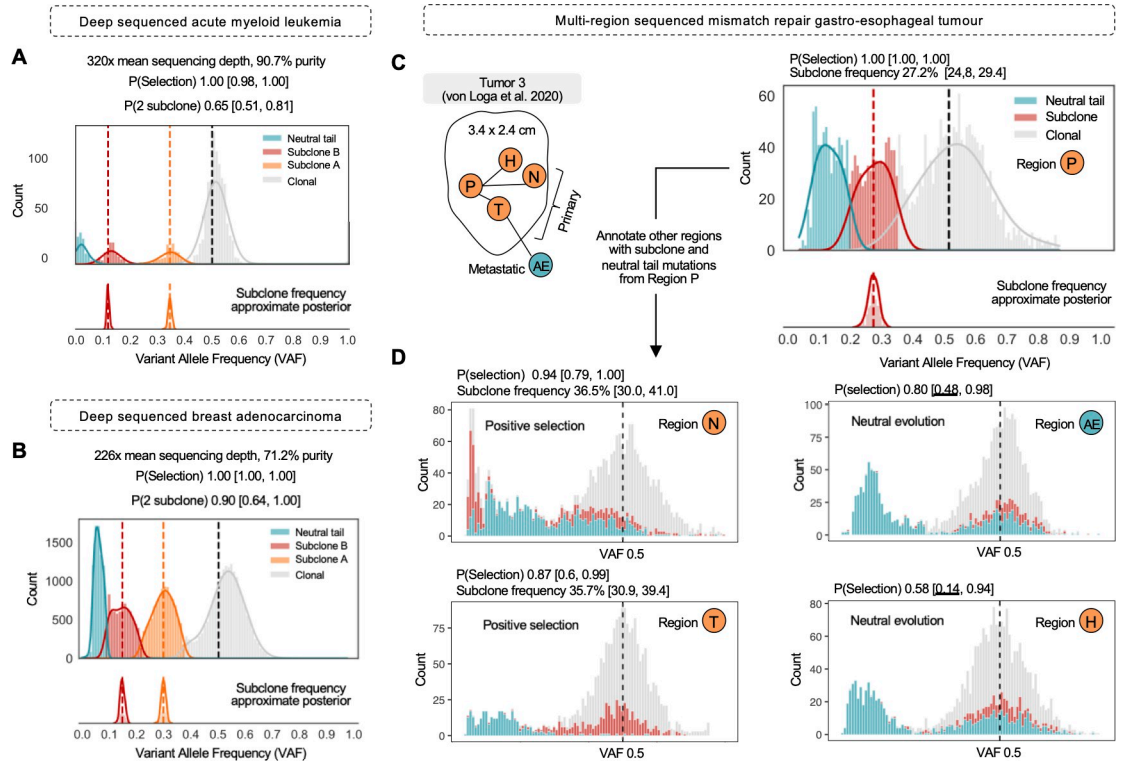 Deep sequenced acute myeloid leukemia
A
320x mean sequencing depth, 90.7% purity
P(Selection) 1.00 [0.98, 1.00]
P(2 subclone) 0.65 [0.51, 0.81]
Neutral tail
Subclone B
Subclone A
Clonal
Count
100
50
0
Subclone frequency
approximate posterior
0.0 0.1 0.2 0.3 0.4 0.5 0.6 0.7 0.8 0.9 1.0
Variant Allele Frequency (VAF)
Deep sequenced breast adenocarcinoma
B
226x mean sequencing depth, 71.2% purity
P(Selection) 1.00 [1.00, 1.00]
P(2 subclone) 0.90 [0.64, 1.00]
Neutral tail
Subclone B
Subclone A
Clonal
Count
1500
1000
500
0
Subclone frequency
approximate posterior
0.0 0.1 0.2 0.3 0.4 0.5 0.6 0.7 0.8 0.9 1.0
Variant Allele Frequency (VAF)
Multi-region sequenced mismatch repair gastro-esophageal tumour
C
Tumor 3
(von Loga et al. 2020)
3.4 x 2.4 cm
H
N
P
T
Primary
Metastatic
AE
Annotate other regions
with subclone and
neutral tail mutations
from Region P
P(Selection) 1.00 [1.00, 1.00]
Subclone frequency 27.2% [24,8, 29.4]
Neutral tail
Subclone
Clonal
Region P
Count
60
40
20
0
Subclone frequency
approximate posterior
0.0 0.1 0.2 0.3 0.4 0.5 0.6 0.7 0.8 0.9 1.0
Variant Allele Frequency (VAF)
D
P(selection) 0.94 [0.79, 1.00]
Subclone frequency 36.5% [30.0, 41.0]
Positive selection
Region N
Count
80
60
40
20
0
VAF 0.5
P(selection) 0.80 [0.48, 0.98]
Neutral evolution
Region AE
Count
100
75
50
25
0
VAF 0.5
P(Selection) 0.87 [0.6, 0.99]
Subclone frequency 35.7% [30.9, 39.4]
Positive selection
Region T
Count
75
50
25
0
VAF 0.5
P(Selection) 0.58 [0.14, 0.94]
Neutral evolution
Region H
Count
80
60
40
20
0
VAF 0.5